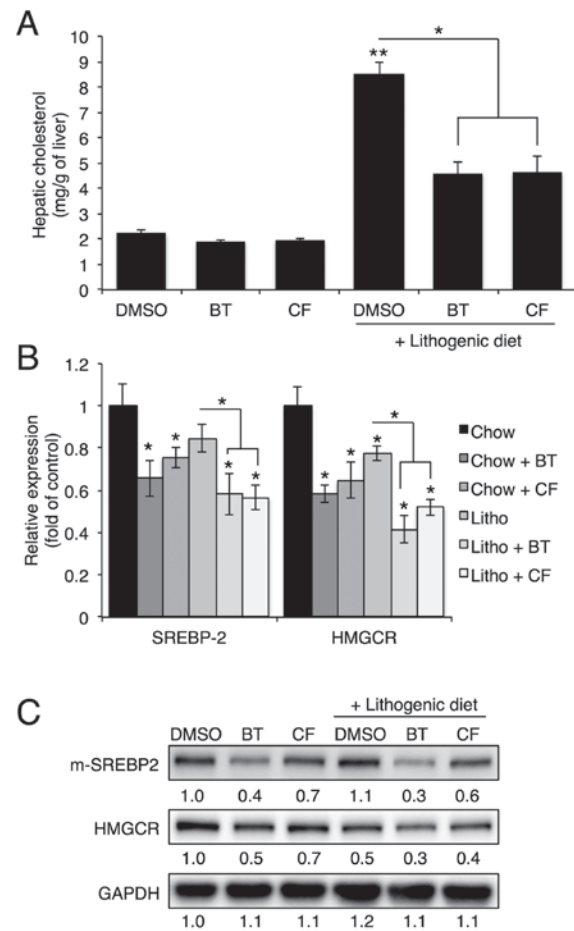 A
Hepatic cholesterol
(mg/g of liver)
10
9
8
7
6
5
4
3
2
1
0
**
*
DMSO BT CF DMSO BT CF
+ Lithogenic diet
B
Relative expression
(fold of control)
1.2
1
0.8
0.6
0.4
0.2
0
* * * * *
* * * * * *
SREBP-2 HMGCR
Chow
Chow + BT
Chow + CF
Litho
Litho + BT
Litho + CF
C
+ Lithogenic diet
DMSO BT CF DMSO BT CF
m-SREBP2
1.0 0.4 0.7 1.1 0.3 0.6
HMGCR
1.0 0.5 0.7 0.5 0.3 0.4
GAPDH
1.0 1.1 1.1 1.2 1.1 1.1